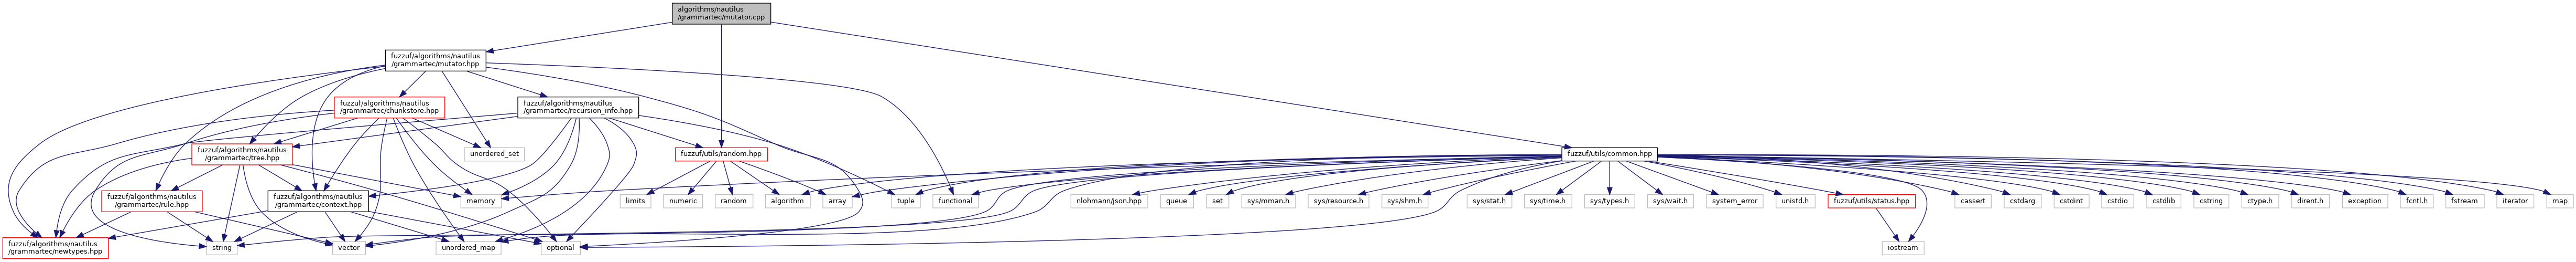 algorithms/nautilus
/grammartec/mutator.cpp
fuzzuf/algorithms/nautilus
/grammartec/mutator.hpp
fuzzuf/algorithms/nautilus
/grammartec/chunkstore.hpp
fuzzuf/algorithms/nautilus
/grammartec/recursion_info.hpp
unordered_set
fuzzuf/utils/random.hpp
fuzzuf/utils/common.hpp
fuzzuf/algorithms/nautilus
/grammartec/tree.hpp
fuzzuf/algorithms/nautilus
/grammartec/rule.hpp
fuzzuf/algorithms/nautilus
/grammartec/context.hpp
memory
limits
numeric
random
algorithm
array
tuple
functional
nlohmann/json.hpp
queue
set
sys/mman.h
sys/resource.h
sys/shm.h
sys/stat.h
sys/time.h
sys/types.h
sys/wait.h
system_error
unistd.h
fuzzuf/utils/status.hpp
cassert
cstdarg
cstdint
cstdio
cstdlib
cstring
ctype.h
dirent.h
exception
fcntl.h
fstream
iterator
map
fuzzuf/algorithms/nautilus
/grammartec/newtypes.hpp
string
vector
unordered_map
optional
iostream